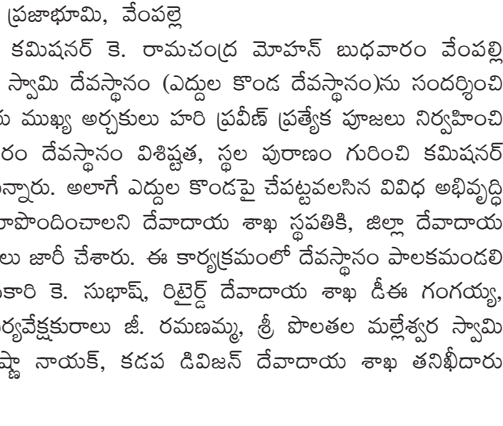 ప్రజాభూమి, వేంపల్లె
కమిషనర్ కె. రామచంద్ర మోహన్ బుధవారం వేంపల్లి
స్వామి దేవస్థానం (ఎద్దుల కొండ దేవస్థానం)ను సందర్శించి
ముఖ్య అర్చకులు హరి ప్రవీణ్ ప్రత్యేక పూజలు నిర్వహించి
రం దేవస్థానం విశిష్టత, స్థల పురాణం గురించి కమిషనర్
న్నారు. అలాగే ఎద్దుల కొండపై చేపట్టవలసిన వివిధ అభివృద్ధి
పొందించాలని దేవాదాయ శాఖ స్థపతికి, జిల్లా దేవాదాయ
లు జారీ చేశారు. ఈ కార్యక్రమంలో దేవస్థానం పాలకమండలి
కారి కె. సుభాష్, రిటైర్డ్ దేవాదాయ శాఖ డీఈ గంగయ్య,
ర్యవేక్షకురాలు జీ. రమణమ్మ, శ్రీ పొలతల మల్లేశ్వర స్వామి
ష్ణా నాయక్, కడప డివిజన్ దేవాదాయ శాఖ తనిఖీదారు